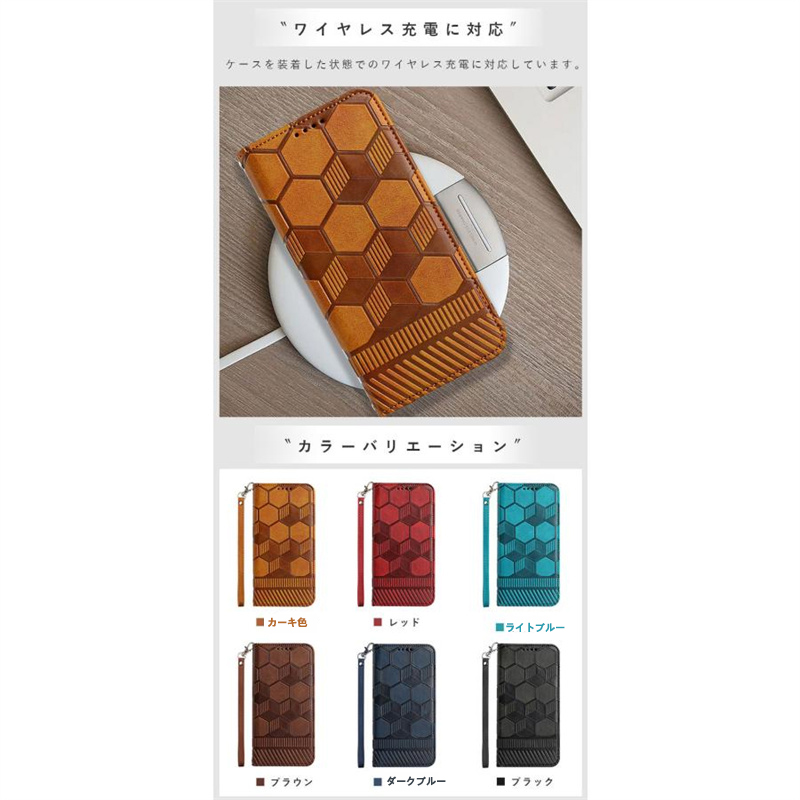 〝ワイヤレス充電に対応〞
ケースを装着した状態でのワイヤレス充電に対応しています。
〝カラーバリエーション〞
■ カーキ色
■ レッド
■ライトブルー
■ ブラウン
■ ダークブルー
■ ブラック